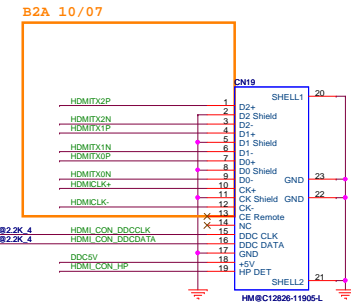 B2A 10/07
CN19
SHELL1 20
HDMITX2P 1 D2+
2 D2 Shield
HDMITX2N 3 D2-
HDMITX1P 4 D1+
5 D1 Shield
HDMITX1N 6 D1-
HDMITX0P 7 D0+
8 D0 Shield
HDMITX0N 9 D0- GND 23
HDMICLK+ 10 CK+
11 CK Shield GND 22
HDMICLK- 12 CK-
13 CE Remote
14 NC
@2.2K_4 HDMI_CON_DDCCLK 15 DDC CLK
@2.2K_4 HDMI_CON_DDCDATA 16 DDC DATA
17 GND
DDC5V 18 +5V
HDMI_CON_HP 19 HP DET
SHELL2 21
HM@C12826-11905-L